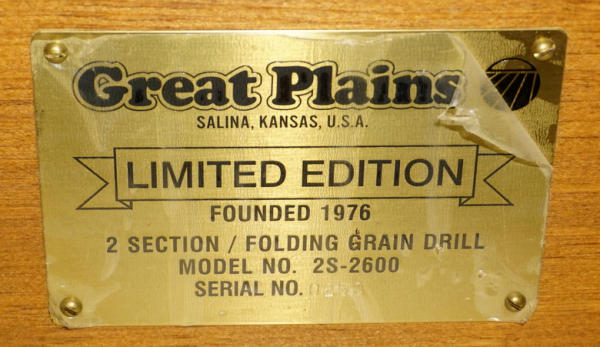 Great Plains
SALINA, KANSAS, U.S.A.
LIMITED EDITION
FOUNDED 1976
2 SECTION / FOLDING GRAIN DRILL
MODEL NO. 2S-2600
SERIAL NO.